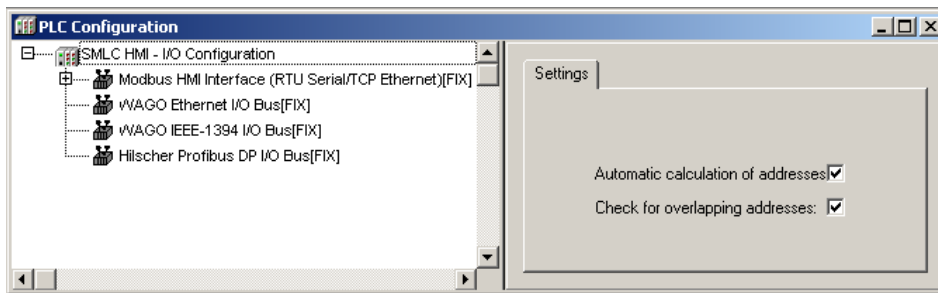 PLC Configuration
SMLC HMI - I/O Configuration
Modbus HMI Interface (RTU Serial/TCP Ethernet)[FIX]
WAGO Ethernet I/O Bus[FIX]
WAGO IEEE-1394 I/O Bus[FIX]
Hilscher Profibus DP I/O Bus[FIX]
Settings
Automatic calculation of addresses
Check for overlapping addresses: